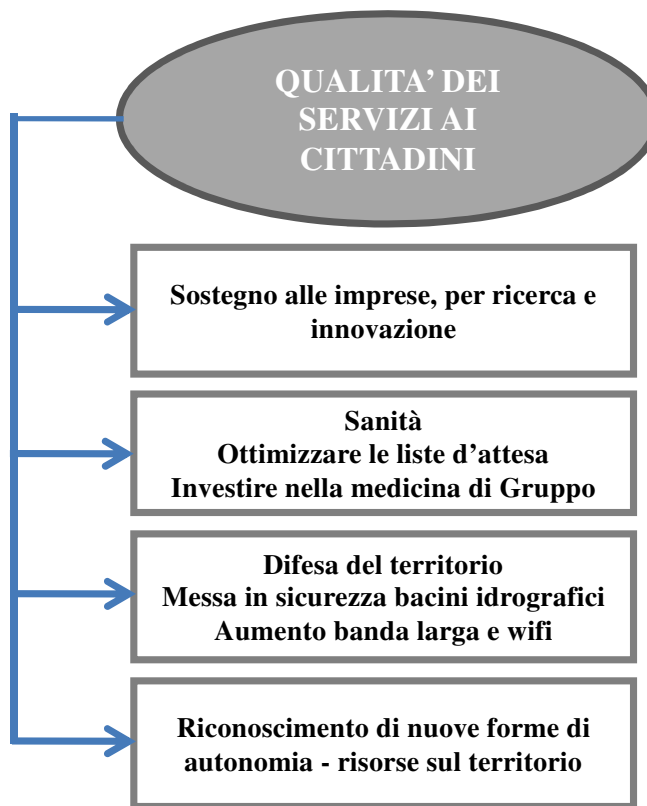 QUALITA’ DEI
SERVIZI AI
CITTADINI
Sostegno alle imprese, per ricerca e
innovazione
Sanità
Ottimizzare le liste d’attesa
Investire nella medicina di Gruppo
Difesa del territorio
Messa in sicurezza bacini idrografici
Aumento banda larga e wifi
Riconoscimento di nuove forme di
autonomia - risorse sul territorio